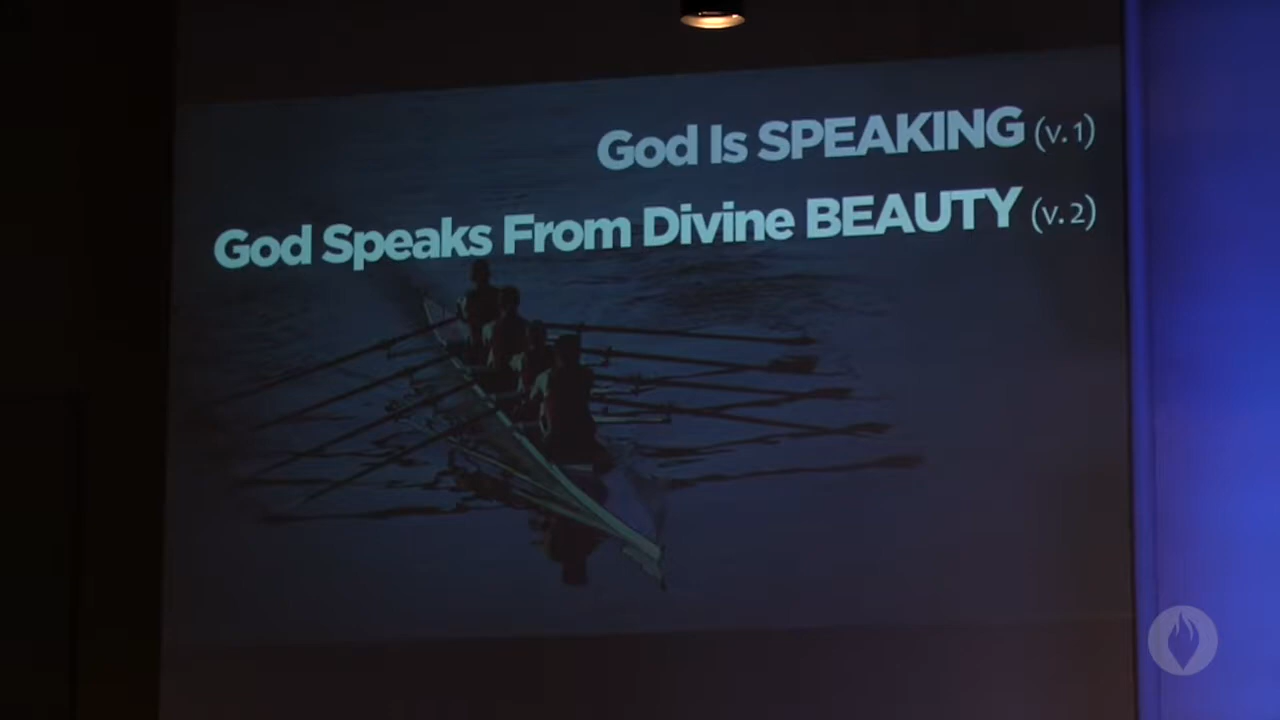 God Is SPEAKING (v. 1)
God Speaks From Divine BEAUTY (v. 2)